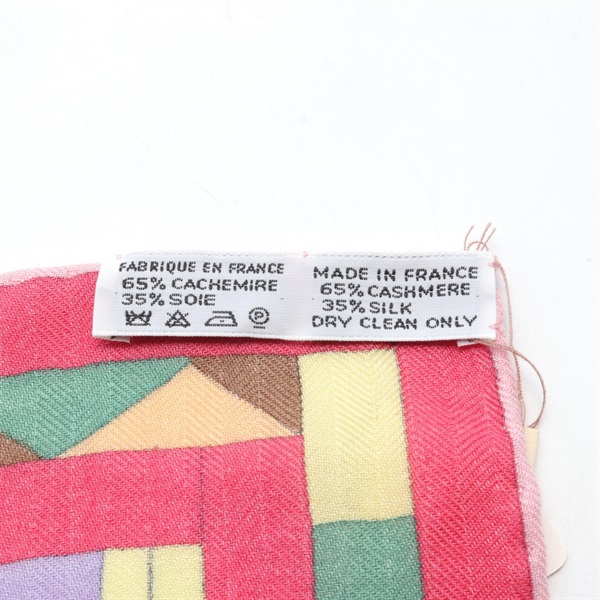 FABRIQUE EN FRANCE
65% CACHEMIRE
35% SOIE
P
MADE IN FRANCE
65% CASHMERE
35% SILK
DRY CLEAN ONLY